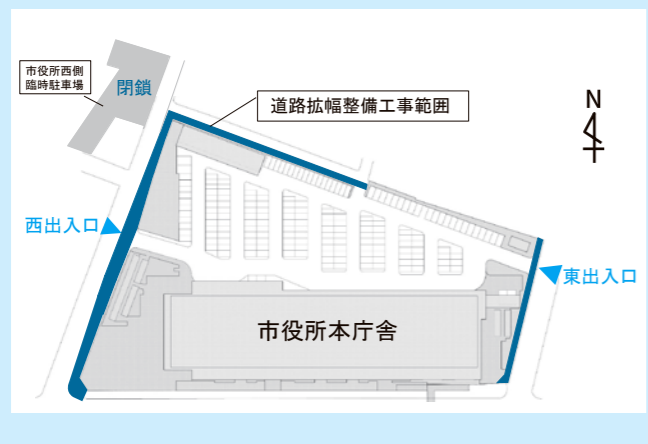 市役所西側
臨時駐車場
閉鎖
道路拡幅整備工事範囲
N
西出入口
東出入口
市役所本庁舎